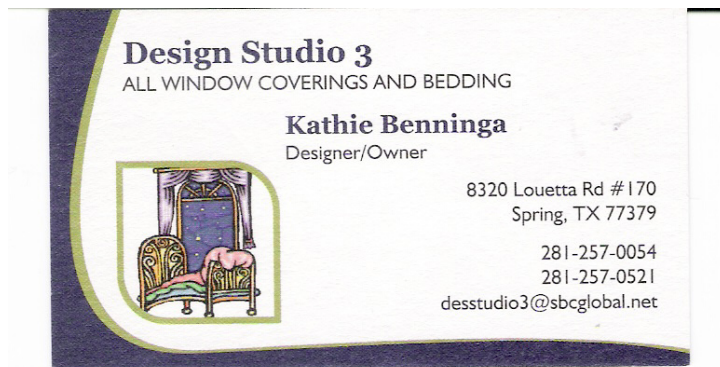 Design Studio 3
ALL WINDOW COVERINGS AND BEDDING
Kathie Benninga
Designer/Owner
8320 Louetta Rd #170
Spring, TX 77379
281-257-0054
281-257-0521
desstudio3@sbcglobal.net